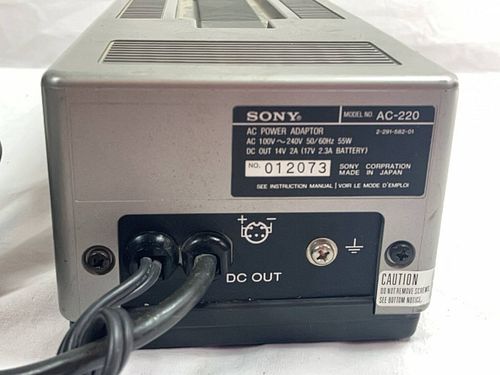 SONY MODEL NO. AC-220
AC POWER ADAPTOR 2-291-582-01
AC 100V～240V 50/60Hz 55W
DC OUT 14V 2A (17V 2.3A BATTERY)
NO. 012073 SONY CORPRATION
MADE IN JAPAN
SEE INSTRUCTION MANUAL | VOIR LE MODE D'EMPLOI
+ −
DC OUT
CAUTION
DO NOT REMOVE SCREWS.
SEE BOTTOM NOTICE.